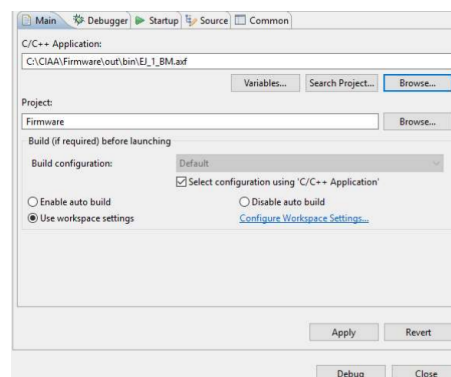 Main Debugger Startup Source Common
C/C++ Application:
C:\CIAA\Firmware\out\bin\EJ_1_BM.axf
Variables... Search Project... Browse...
Project:
Firmware Browse...
Build (if required) before launching
Build configuration: Default
Select configuration using 'C/C++ Application'
Enable auto build Disable auto build
Use workspace settings Configure Workspace Settings...
Apply Revert
Debug Close